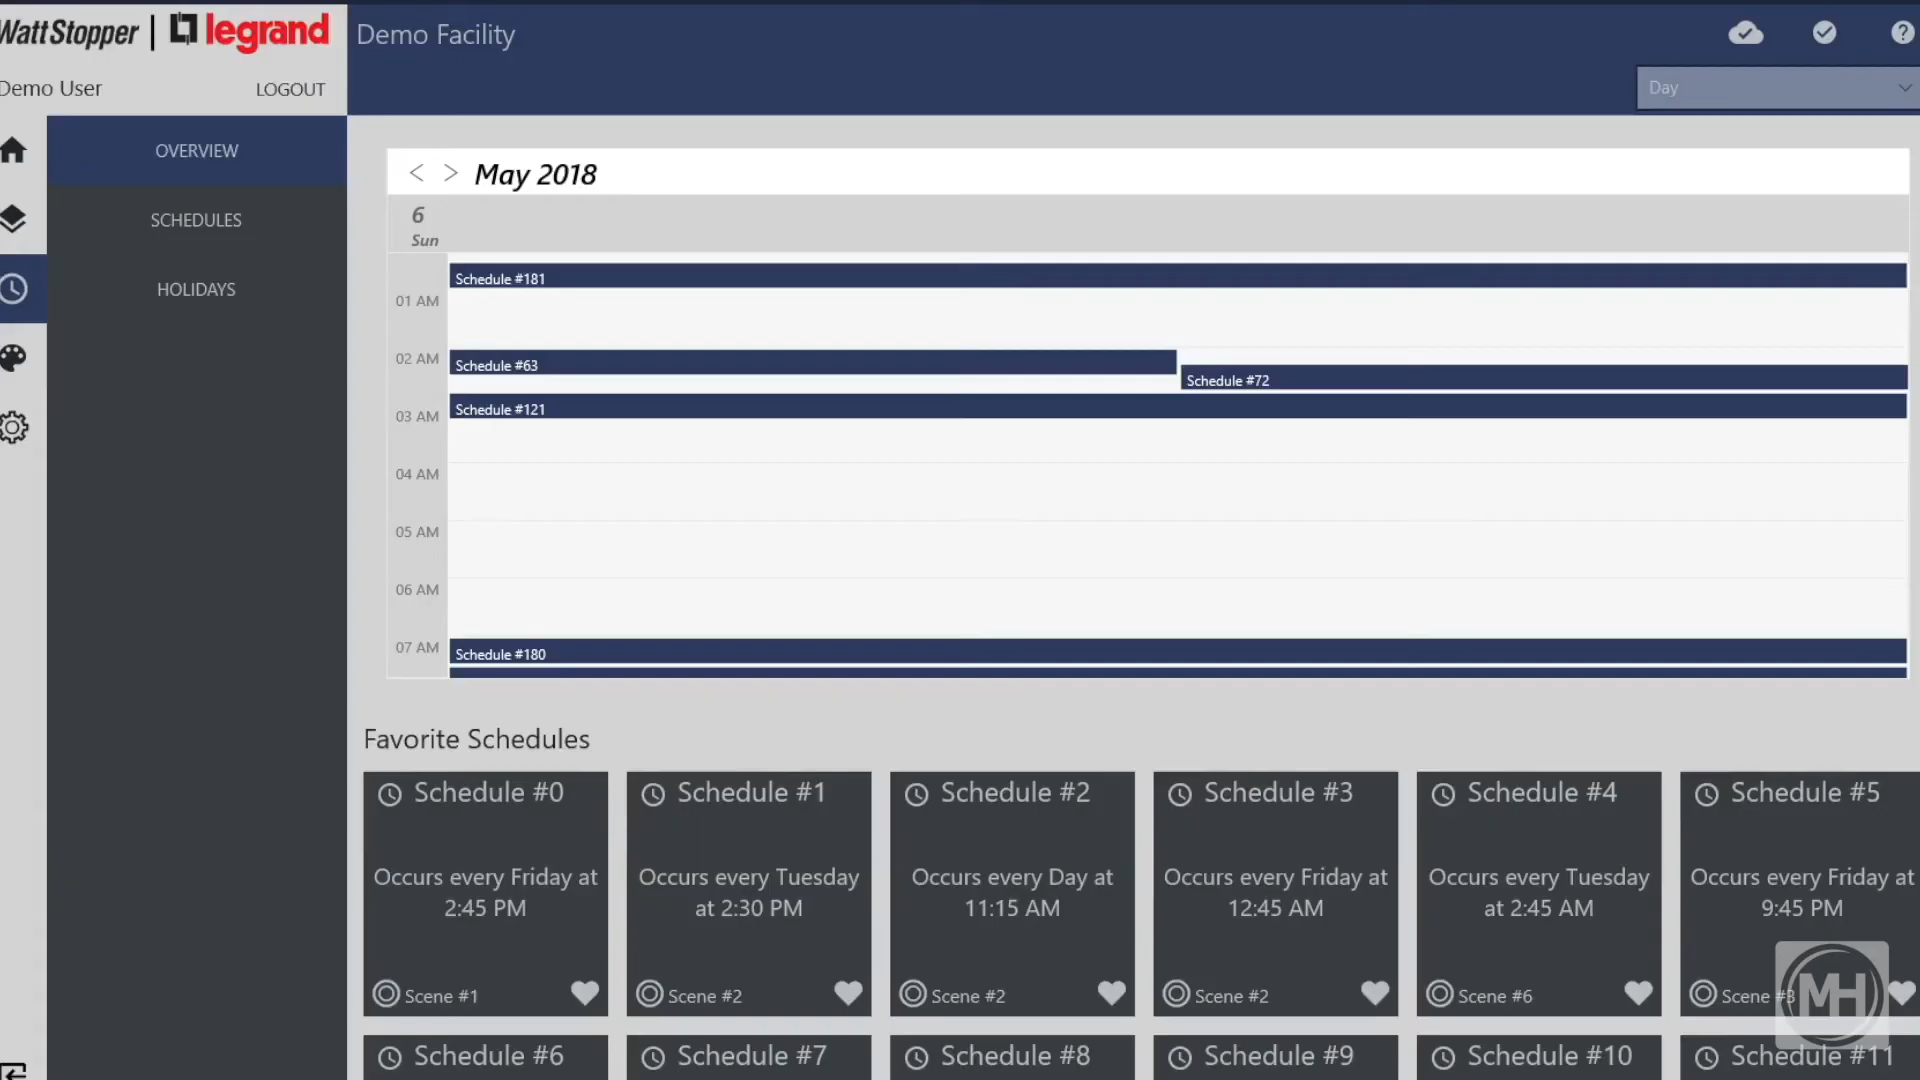 WattStopper | legrand
Demo User
LOGOUT
Demo Facility
Day
OVERVIEW
SCHEDULES
HOLIDAYS
< > May 2018
6
Sun
Schedule #181
01 AM
02 AM
Schedule #63
Schedule #72
03 AM
Schedule #121
04 AM
05 AM
06 AM
07 AM
Schedule #180
Favorite Schedules
Schedule #0
Occurs every Friday at
2:45 PM
Scene #1
Schedule #1
Occurs every Tuesday
at 2:30 PM
Scene #2
Schedule #2
Occurs every Day at
11:15 AM
Scene #2
Schedule #3
Occurs every Friday at
12:45 AM
Scene #2
Schedule #4
Occurs every Tuesday
at 2:45 AM
Scene #6
Schedule #5
Occurs every Friday at
9:45 PM
Scene #3
MH
Schedule #6
Schedule #7
Schedule #8
Schedule #9
Schedule #10
Schedule #11